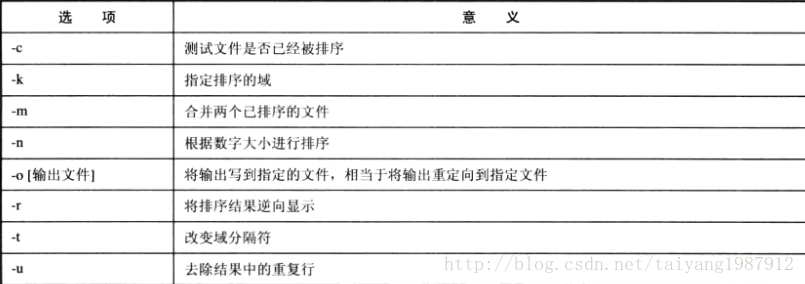 选 项 意 义
-c 测试文件是否已经被排序
-k 指定排序的域
-m 合并两个已排序的文件
-n 根据数字大小进行排序
-o [输出文件] 将输出写到指定的文件，相当于将输出重定向到指定文件
-r 将排序结果逆向显示
-t 改变域分隔符
-u 去除结果中的重复行
http://blog.csdn.net/taiyang1987912